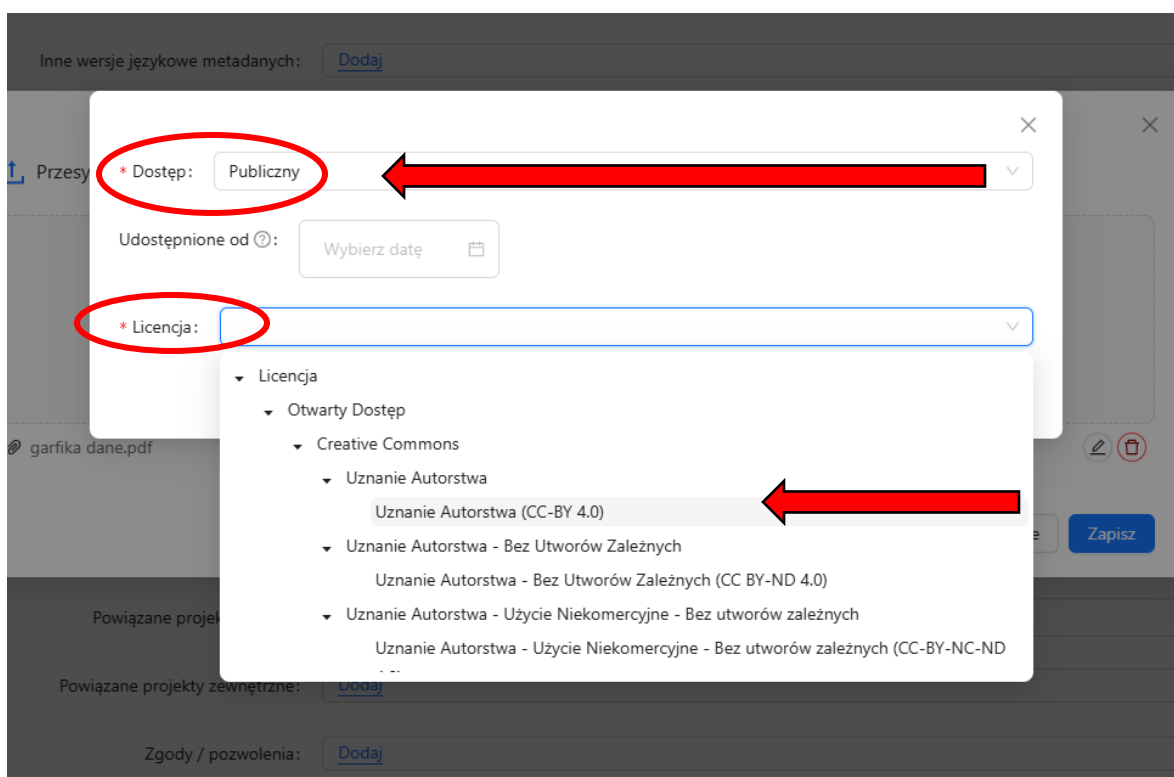 Inne wersje językowe metadanych: Dodaj
Przesy
* Dostęp: Publiczny
Udostępnione od ?: Wybierz datę
* Licencja:
Licencja
Otwarty Dostęp
Creative Commons
garfika dane.pdf
Uznanie Autorstwa
Uznanie Autorstwa (CC-BY 4.0)
e Zapisz
Uznanie Autorstwa - Bez Utworów Zależnych
Uznanie Autorstwa - Bez Utworów Zależnych (CC BY-ND 4.0)
Powiązane projek
Uznanie Autorstwa - Użycie Niekomercyjne - Bez utworów zależnych
Uznanie Autorstwa - Użycie Niekomercyjne - Bez utworów zależnych (CC-BY-NC-ND
Powiązane projekty zewnętrzne: Dodaj
Zgody / pozwolenia: Dodaj